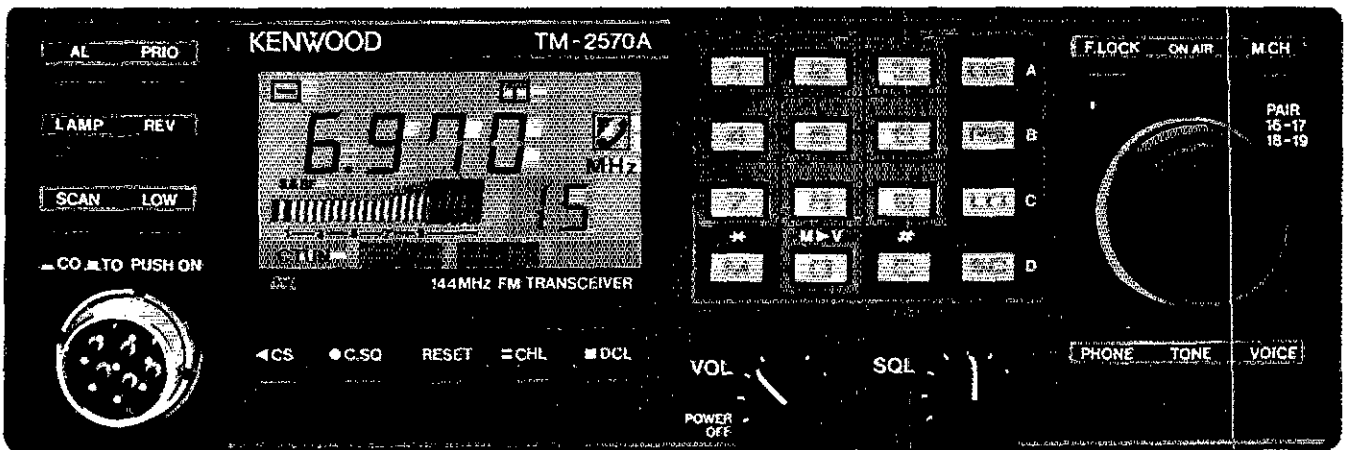 AL PRIO
KENWOOD TM-2570A
F.LOCK ON AIR M.CH
A
6.970
MHz
PAIR
16-17
18-19
LAMP REV
B
15
SCAN LOW
C
* M▶V #
D
CO TO PUSH ON
144MHz FM TRANSCEIVER
◀CS ●C.SQ RESET =CHL ■DCL
VOL SQL
POWER
OFF
PHONE TONE VOICE